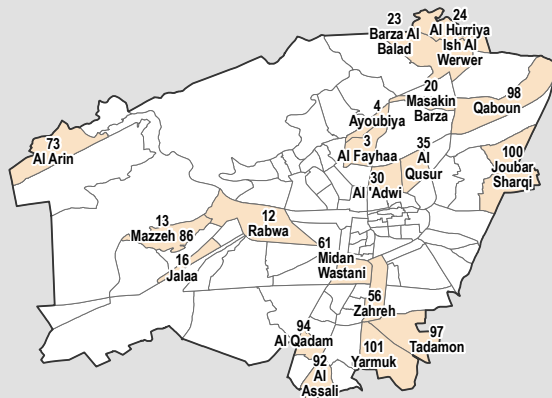 23
Barza Al
Balad
24
Al Hurriya
Ish Al
Werwer
20
Masakin
Barza
98
Qaboun
4
Ayoubiya
3
Al Fayhaa
35
Al
Qusur
73
Al Arin
100
Joubar
Sharqi
30
Al 'Adwi
13
Mazzeh 86
12
Rabwa
16
Jalaa
61
Midan
Wastani
56
Zahreh
94
Al Qadam
97
Tadamon
101
Yarmuk
92
Al
Assali